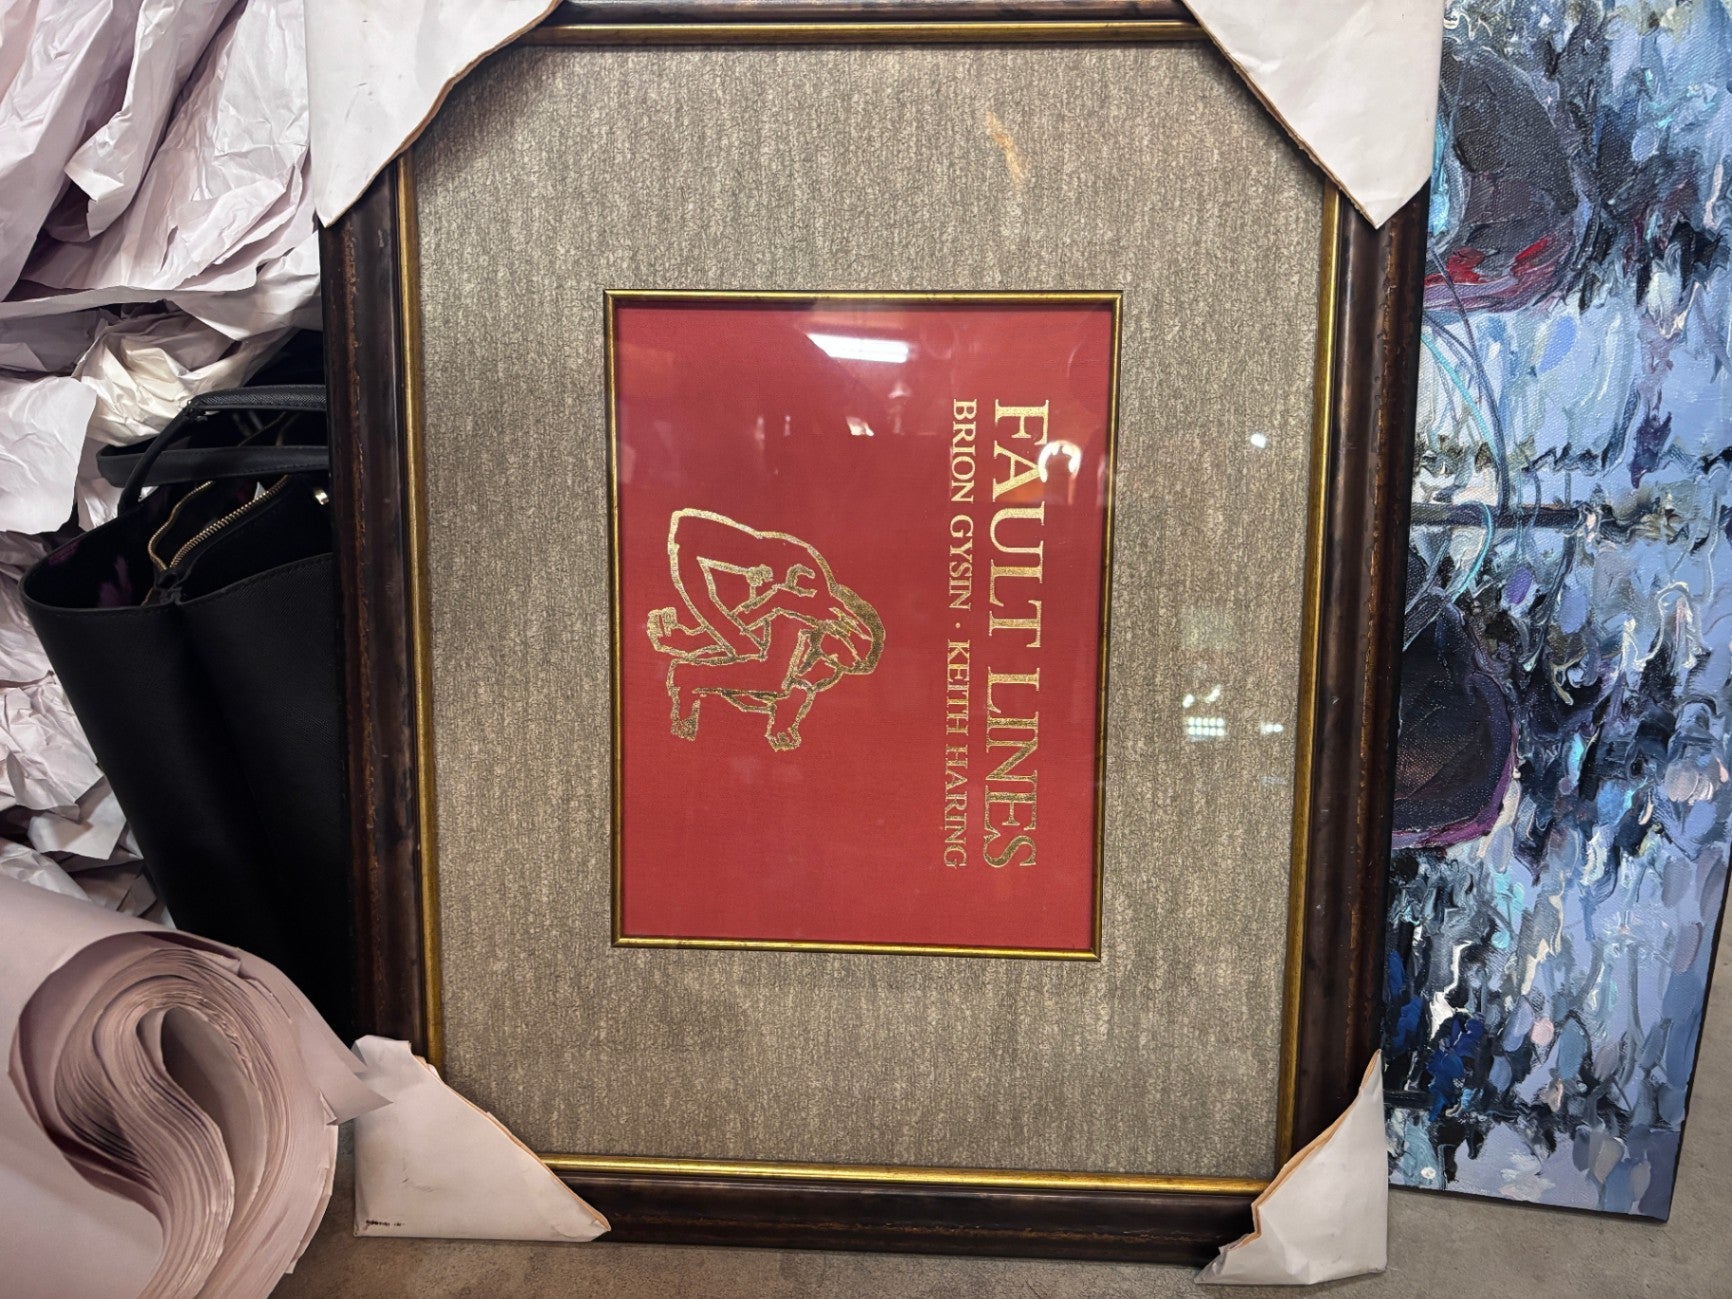 FAULT LINES
BRION GYSIN · KEITH HARING